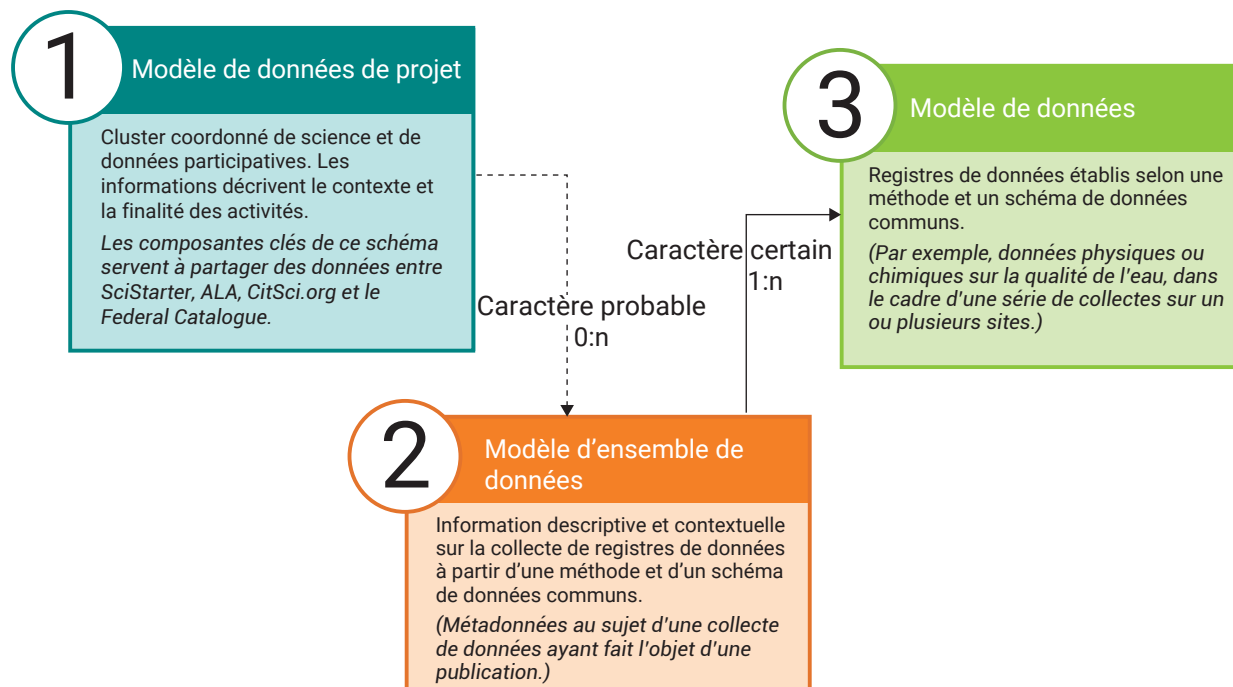 1
Modèle de données de projet
Cluster coordonné de science et de
données participatives. Les
informations décrivent le contexte et
la finalité des activités.
Les composantes clés de ce schéma
servent à partager des données entre
SciStarter, ALA, CitSci.org et le
Federal Catalogue.
Caractère probable
0:n
2
Modèle d’ensemble de
données
Information descriptive et contextuelle
sur la collecte de registres de données
à partir d’une méthode et d’un schéma
de données communs.
(Métadonnées au sujet d'une collecte
de données ayant fait l'objet d'une
publication.)
Caractère certain
1:n
3
Modèle de données
Registres de données établis selon une
méthode et un schéma de données
communs.
(Par exemple, données physiques ou
chimiques sur la qualité de l'eau, dans
le cadre d'une série de collectes sur un
ou plusieurs sites.)